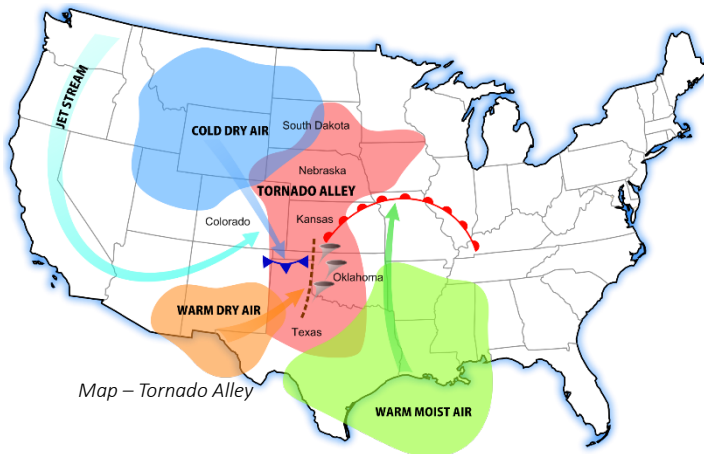 JET STREAM
COLD DRY AIR
South Dakota
Nebraska
TORNADO ALLEY
Colorado
Kansas
Oklahoma
WARM DRY AIR
Texas
Map – Tornado Alley
WARM MOIST AIR